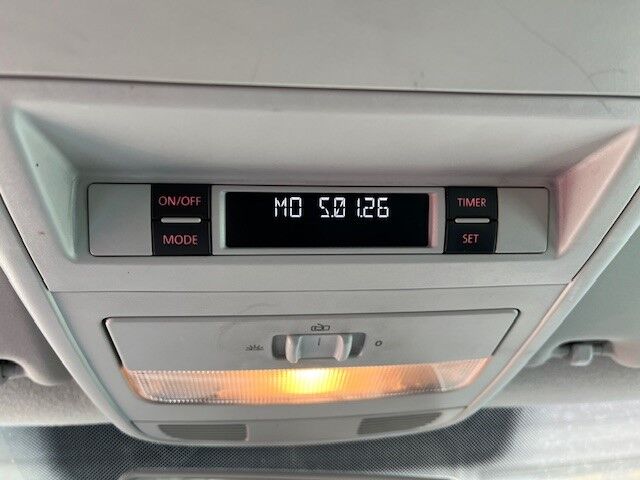 ON/OFF
MODE
MO 5.01.26
TIMER
SET
I
O